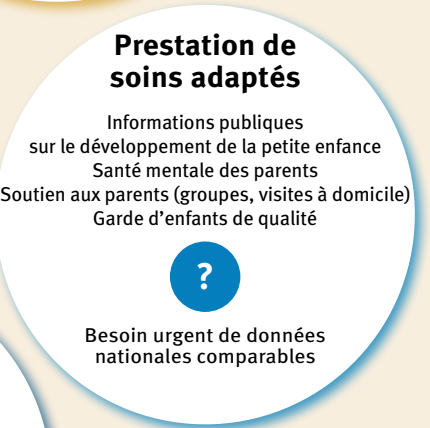 Prestation de
soins adaptés
Informations publiques
sur le développement de la petite enfance
Santé mentale des parents
Soutien aux parents (groupes, visites à domicile)
Garde d’enfants de qualité
?
Besoin urgent de données
nationales comparables